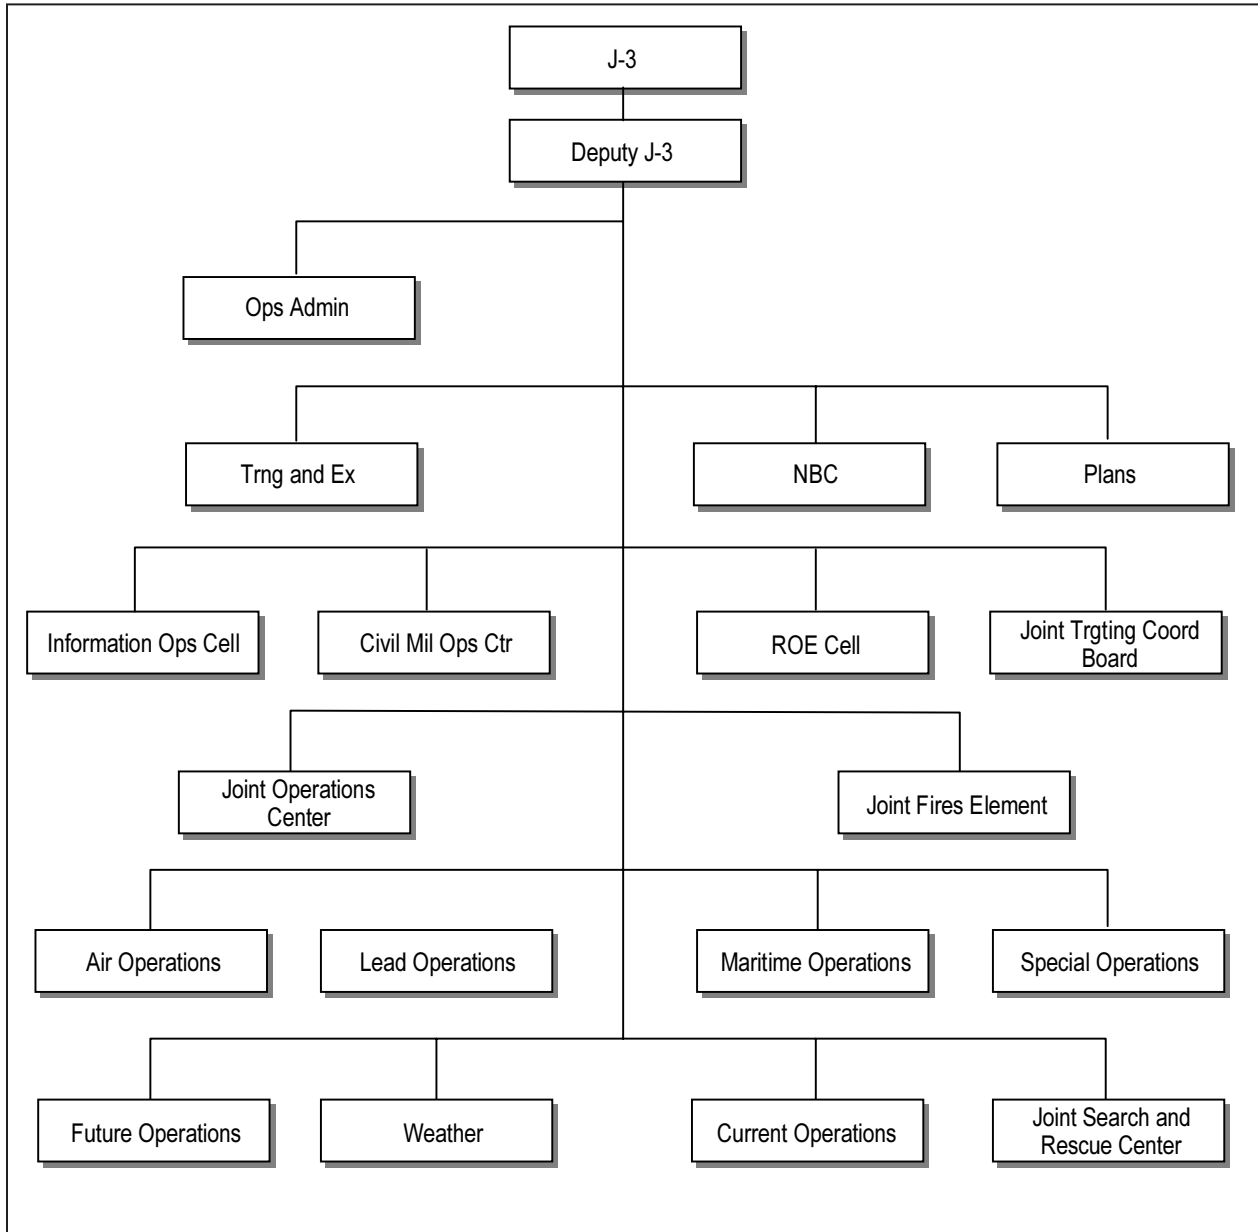 J-3
Deputy J-3
Ops Admin
Trng and Ex
NBC
Plans
Information Ops Cell
Civil Mil Ops Ctr
ROE Cell
Joint Trgting Coord
Board
Joint Operations
Center
Joint Fires Element
Air Operations
Lead Operations
Maritime Operations
Special Operations
Future Operations
Weather
Current Operations
Joint Search and
Rescue Center